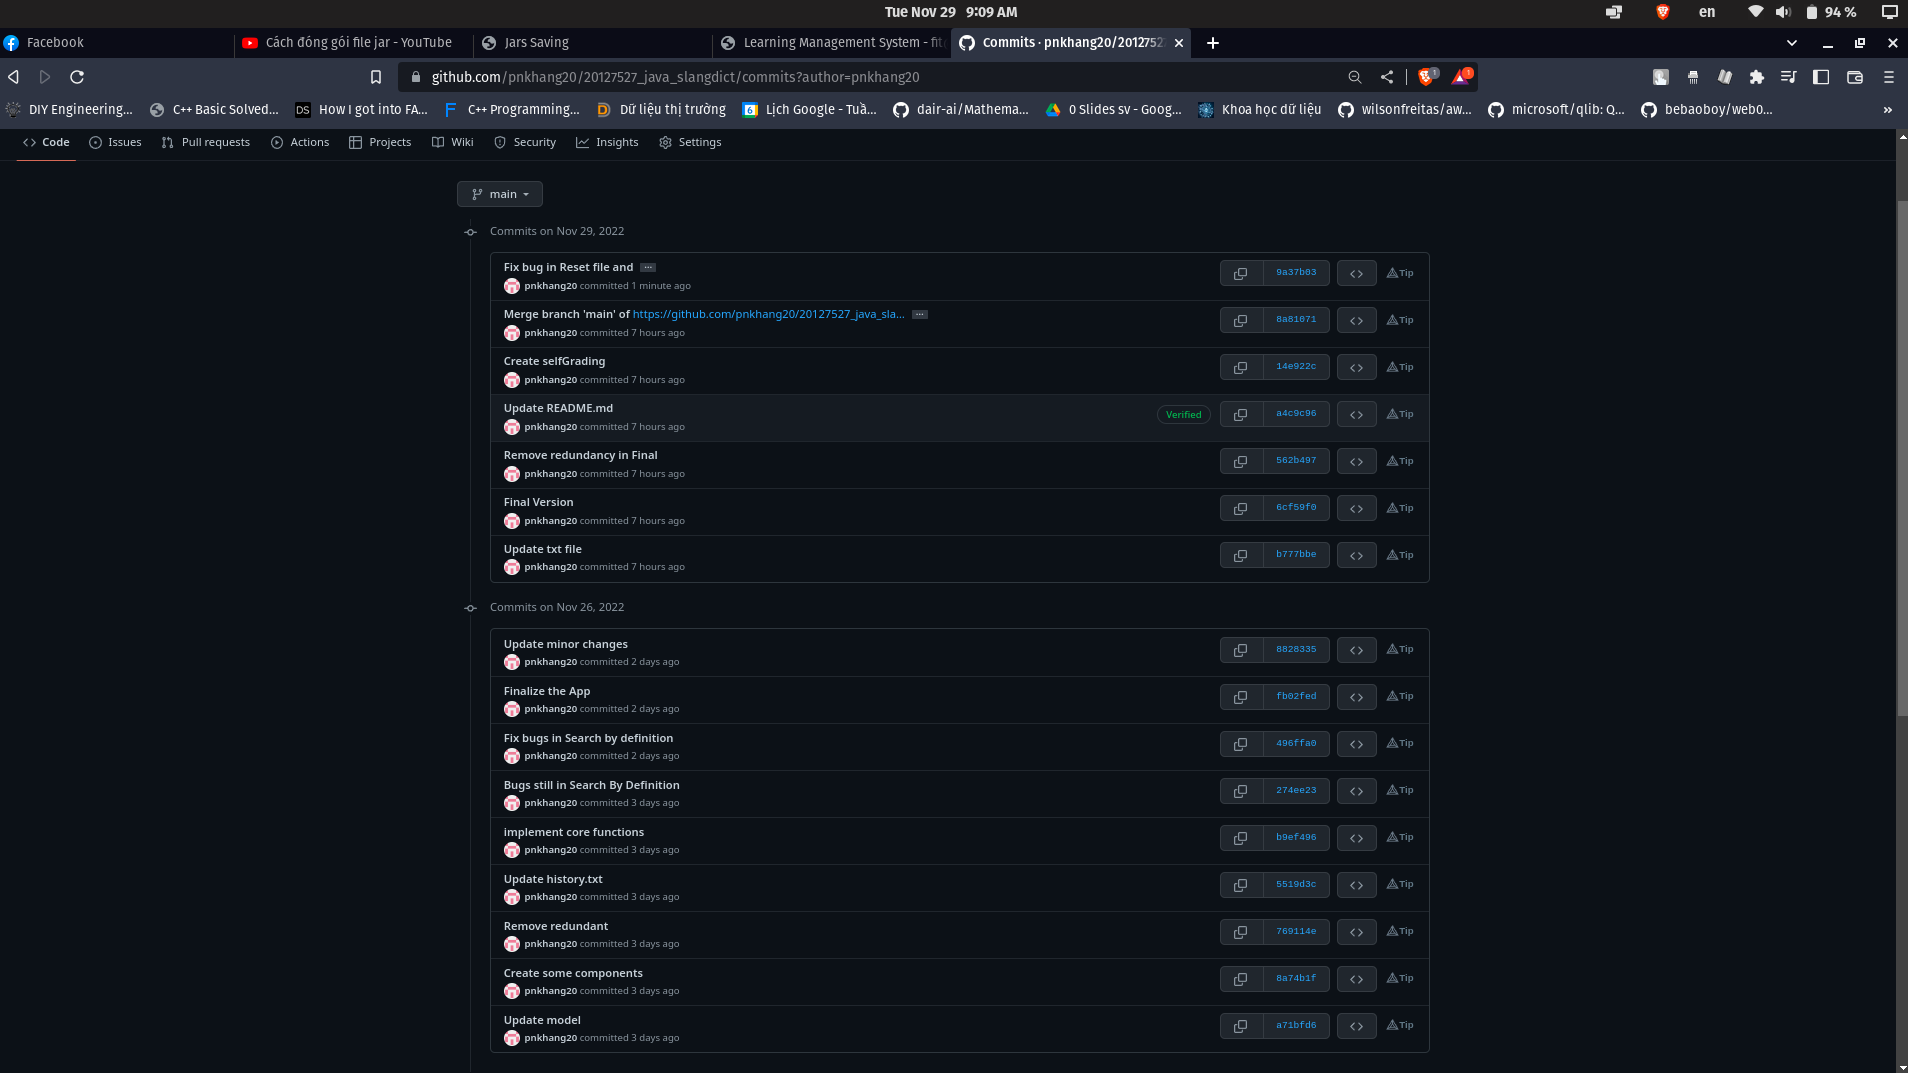 Tue Nov 29 9:09 AM
en
94 %
Facebook
Cách đóng gói file jar - YouTube
Jars Saving
Learning Management System - fit
Commits · pnkhang20/2012752
github.com/pnkhang20/20127527_java_slangdict/commits?author=pnkhang20
1
1
DIY Engineering...
C++ Basic Solved...
DS
How I got into FA...
C++ Programming...
Dữ liệu thị trường
6
Lịch Google - Tuầ...
dair-ai/Mathema...
0 Slides sv - Goog...
Khoa học dữ liệu
wilsonfreitas/aw...
microsoft/qlib: Q...
bebaoboy/web0...
»
Code
Issues
Pull requests
Actions
Projects
Wiki
Security
Insights
Settings
main
Commits on Nov 29, 2022
Fix bug in Reset file and ...
9a37b03
Tip
pnkhang20 committed 1 minute ago
Merge branch 'main' of https://github.com/pnkhang20/20127527_java_sla... ...
8a81071
Tip
pnkhang20 committed 7 hours ago
Create selfGrading
14e922c
Tip
pnkhang20 committed 7 hours ago
Update README.md
Verified
a4c9c96
Tip
pnkhang20 committed 7 hours ago
Remove redundancy in Final
562b497
Tip
pnkhang20 committed 7 hours ago
Final Version
6cf59f0
Tip
pnkhang20 committed 7 hours ago
Update txt file
b777bbe
Tip
pnkhang20 committed 7 hours ago
Commits on Nov 26, 2022
Update minor changes
8828335
Tip
pnkhang20 committed 2 days ago
Finalize the App
fb02fed
Tip
pnkhang20 committed 2 days ago
Fix bugs in Search by definition
496ffa0
Tip
pnkhang20 committed 2 days ago
Bugs still in Search By Definition
274ee23
Tip
pnkhang20 committed 3 days ago
implement core functions
b9ef496
Tip
pnkhang20 committed 3 days ago
Update history.txt
5519d3c
Tip
pnkhang20 committed 3 days ago
Remove redundant
769114e
Tip
pnkhang20 committed 3 days ago
Create some components
8a74b1f
Tip
pnkhang20 committed 3 days ago
Update model
a71bfd6
Tip
pnkhang20 committed 3 days ago